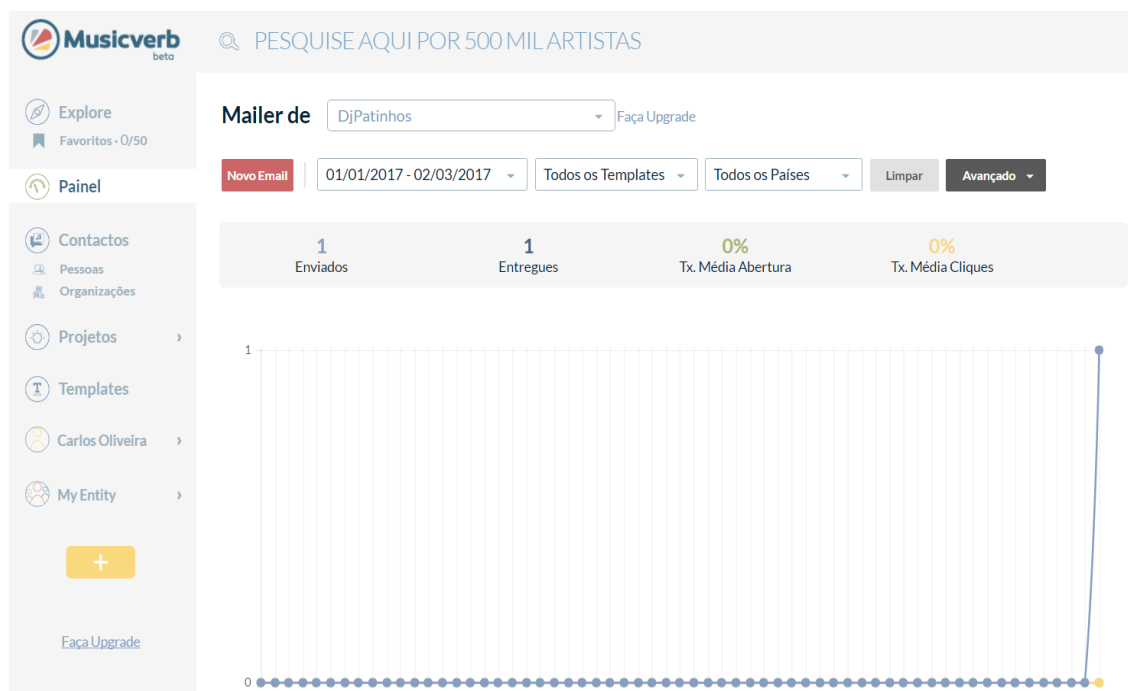 Musicverb
beta
PESQUISE AQUI POR 500 MIL ARTISTAS
Explore
Favoritos · 0/50
Painel
Contactos
Pessoas
Organizações
Projetos
Templates
Carlos Oliveira
My Entity
+
Faça Upgrade
Mailer de DjPatinhos Faça Upgrade
Novo Email 01/01/2017 - 02/03/2017 Todos os Templates Todos os Países Limpar Avançado
1 1 0% 0%
Enviados Entregues Tx. Média Abertura Tx. Média Cliques
1
0